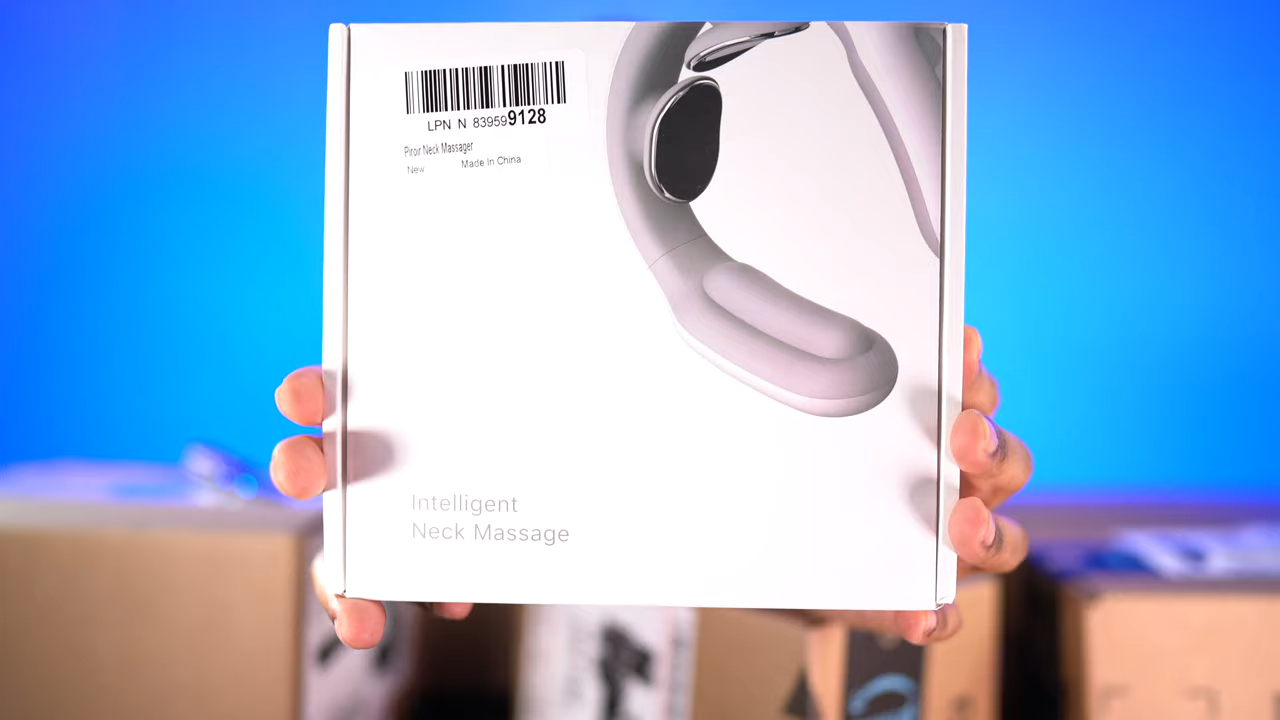 LPN N 839599128
Piroir Neck Massager
New Made In China
Intelligent
Neck Massage